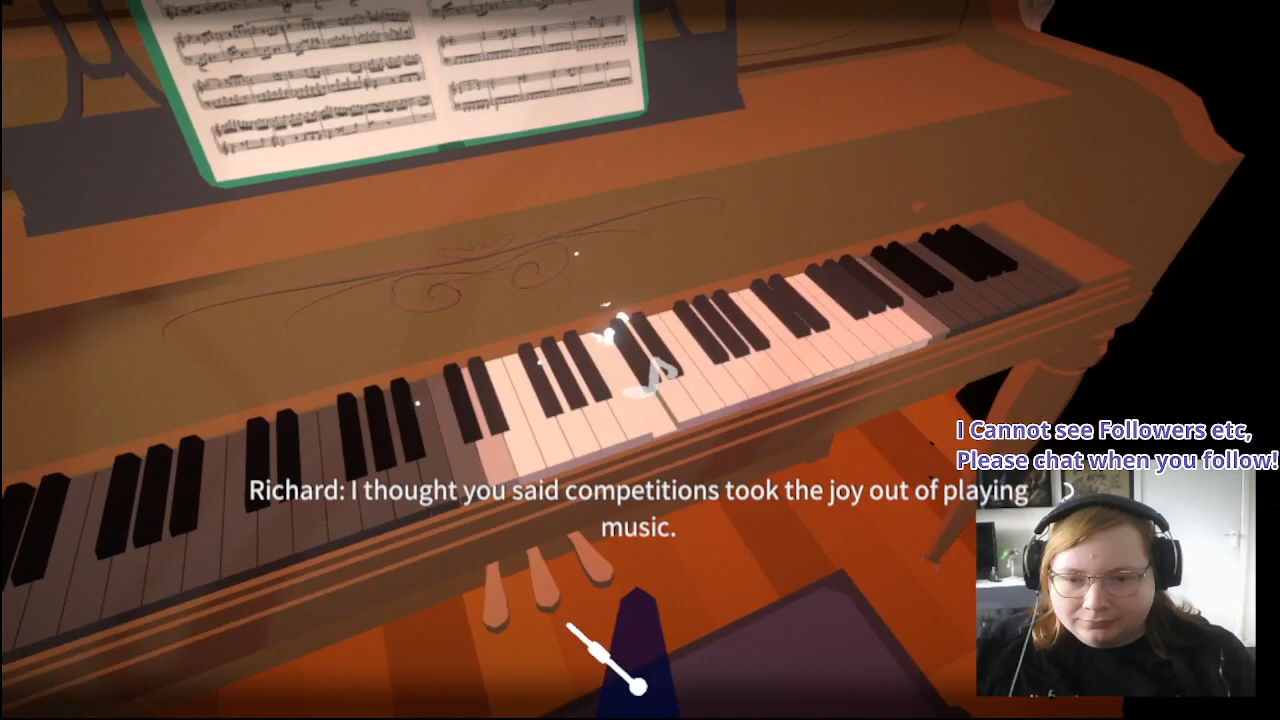 I Cannot see Followers etc,
Please chat when you follow!
Richard: I thought you said competitions took the joy out of playing
music.